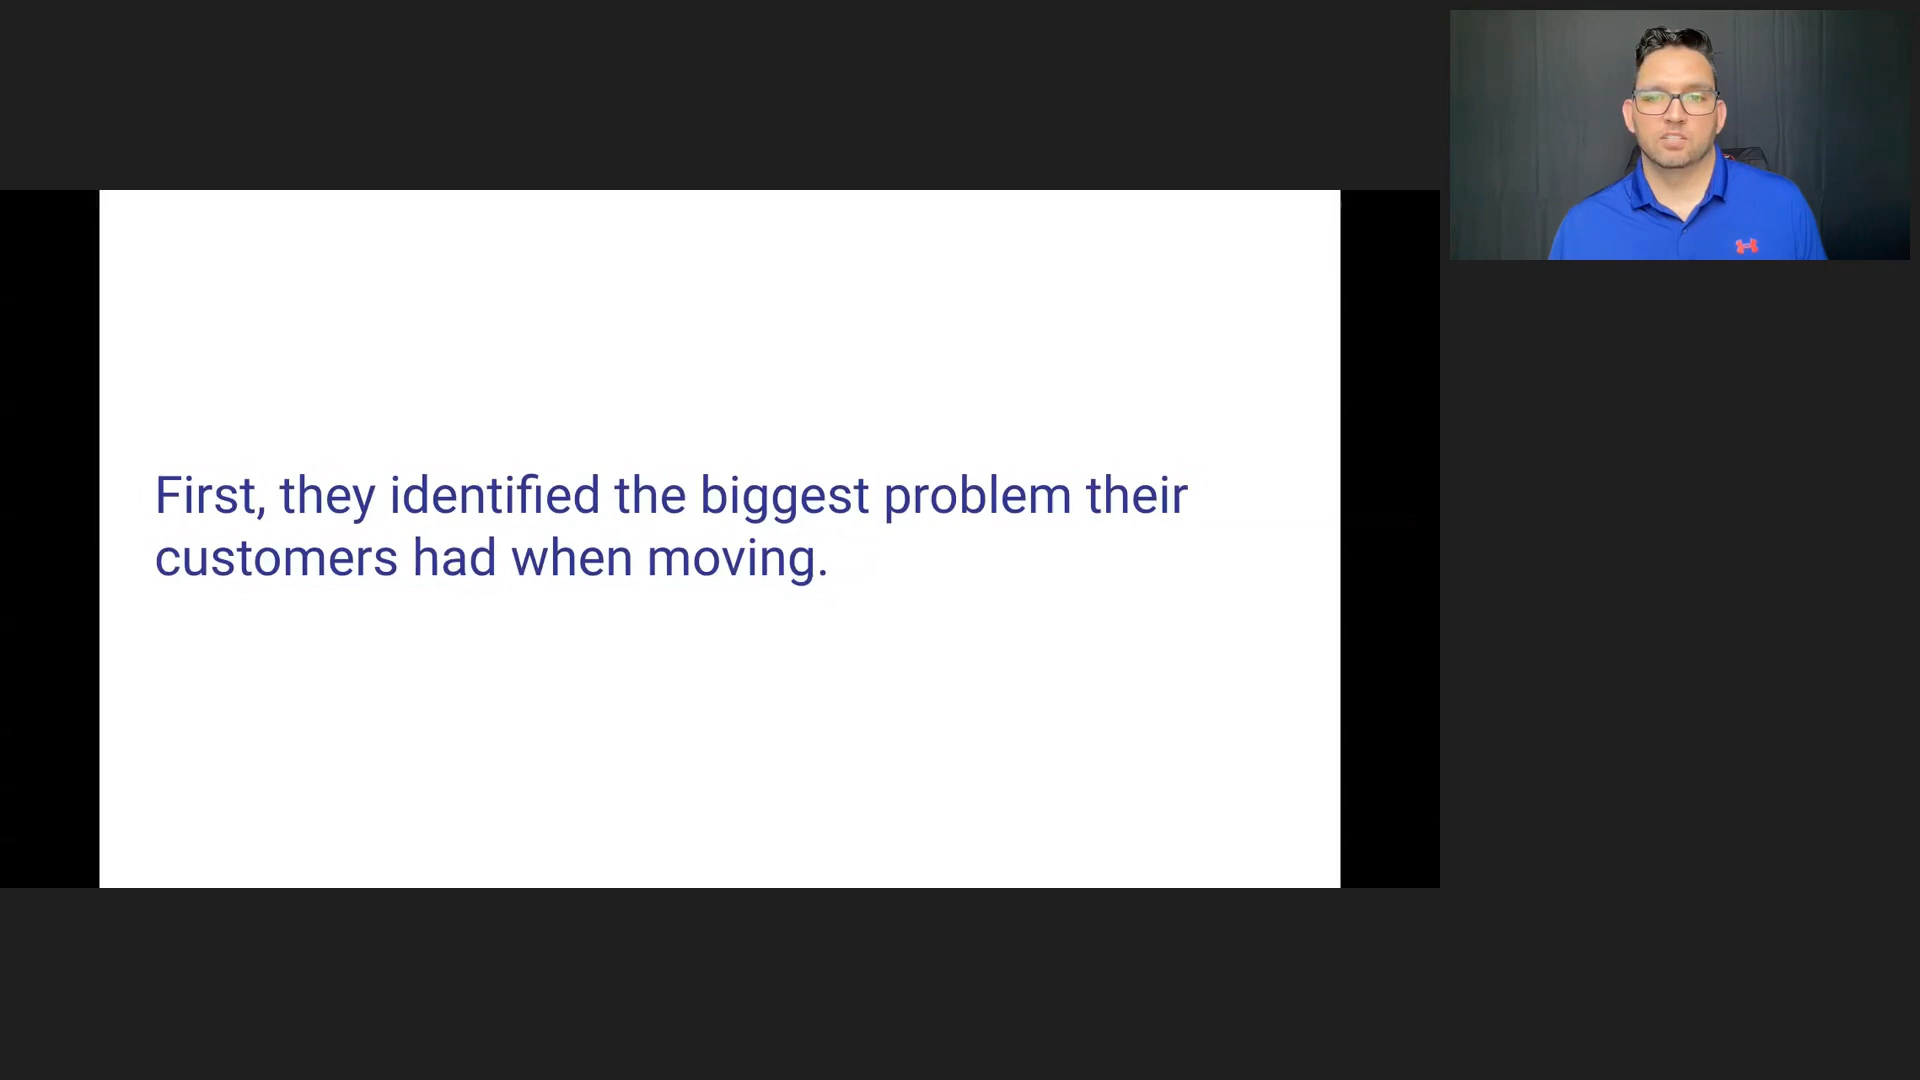 First, they identified the biggest problem their
customers had when moving.